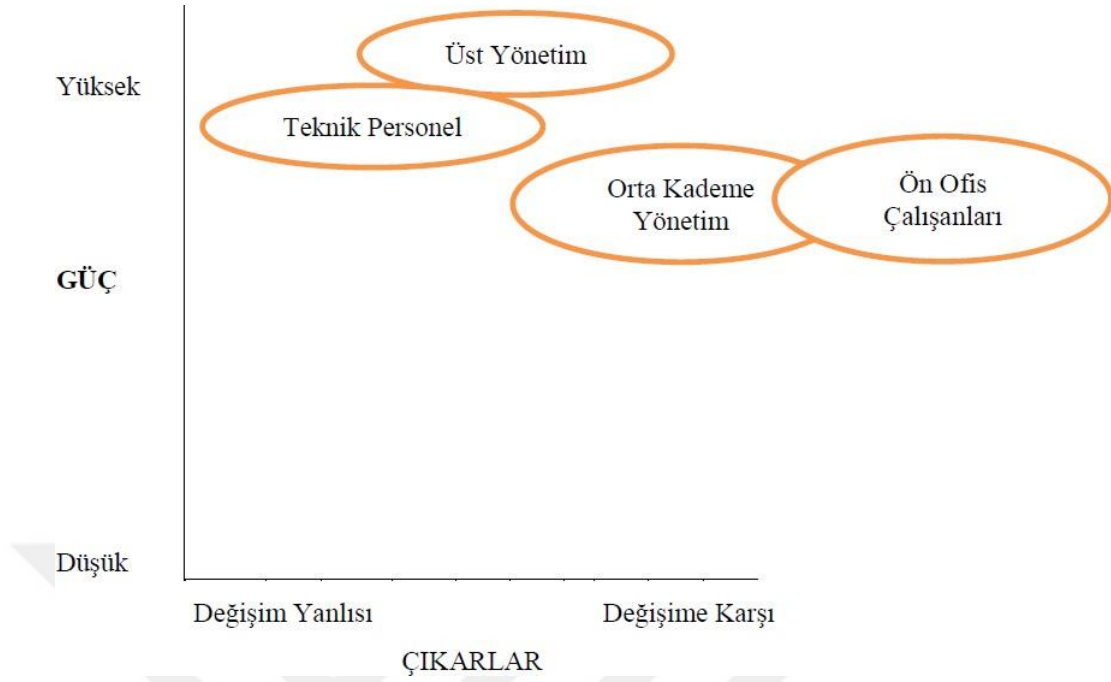 Üst Yönetim
Yüksek
Teknik Personel
Orta Kademe
Yönetim
Ön Ofis
Çalışanları
GÜÇ
Düşük
Değişim Yanlısı
Değişime Karşı
ÇIKARLAR